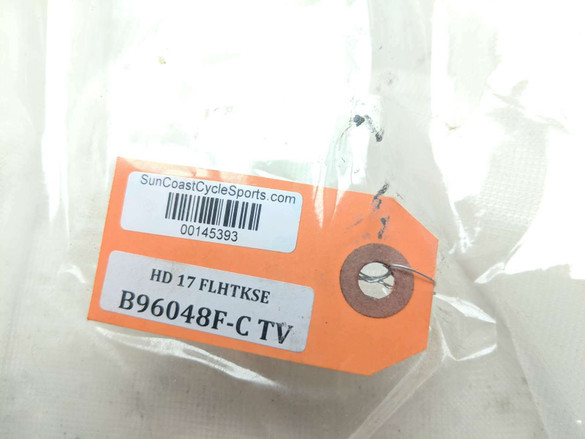 SunCoastCycleSports.com
00145393
HD 17 FLHTKSE
B96048F-C TV